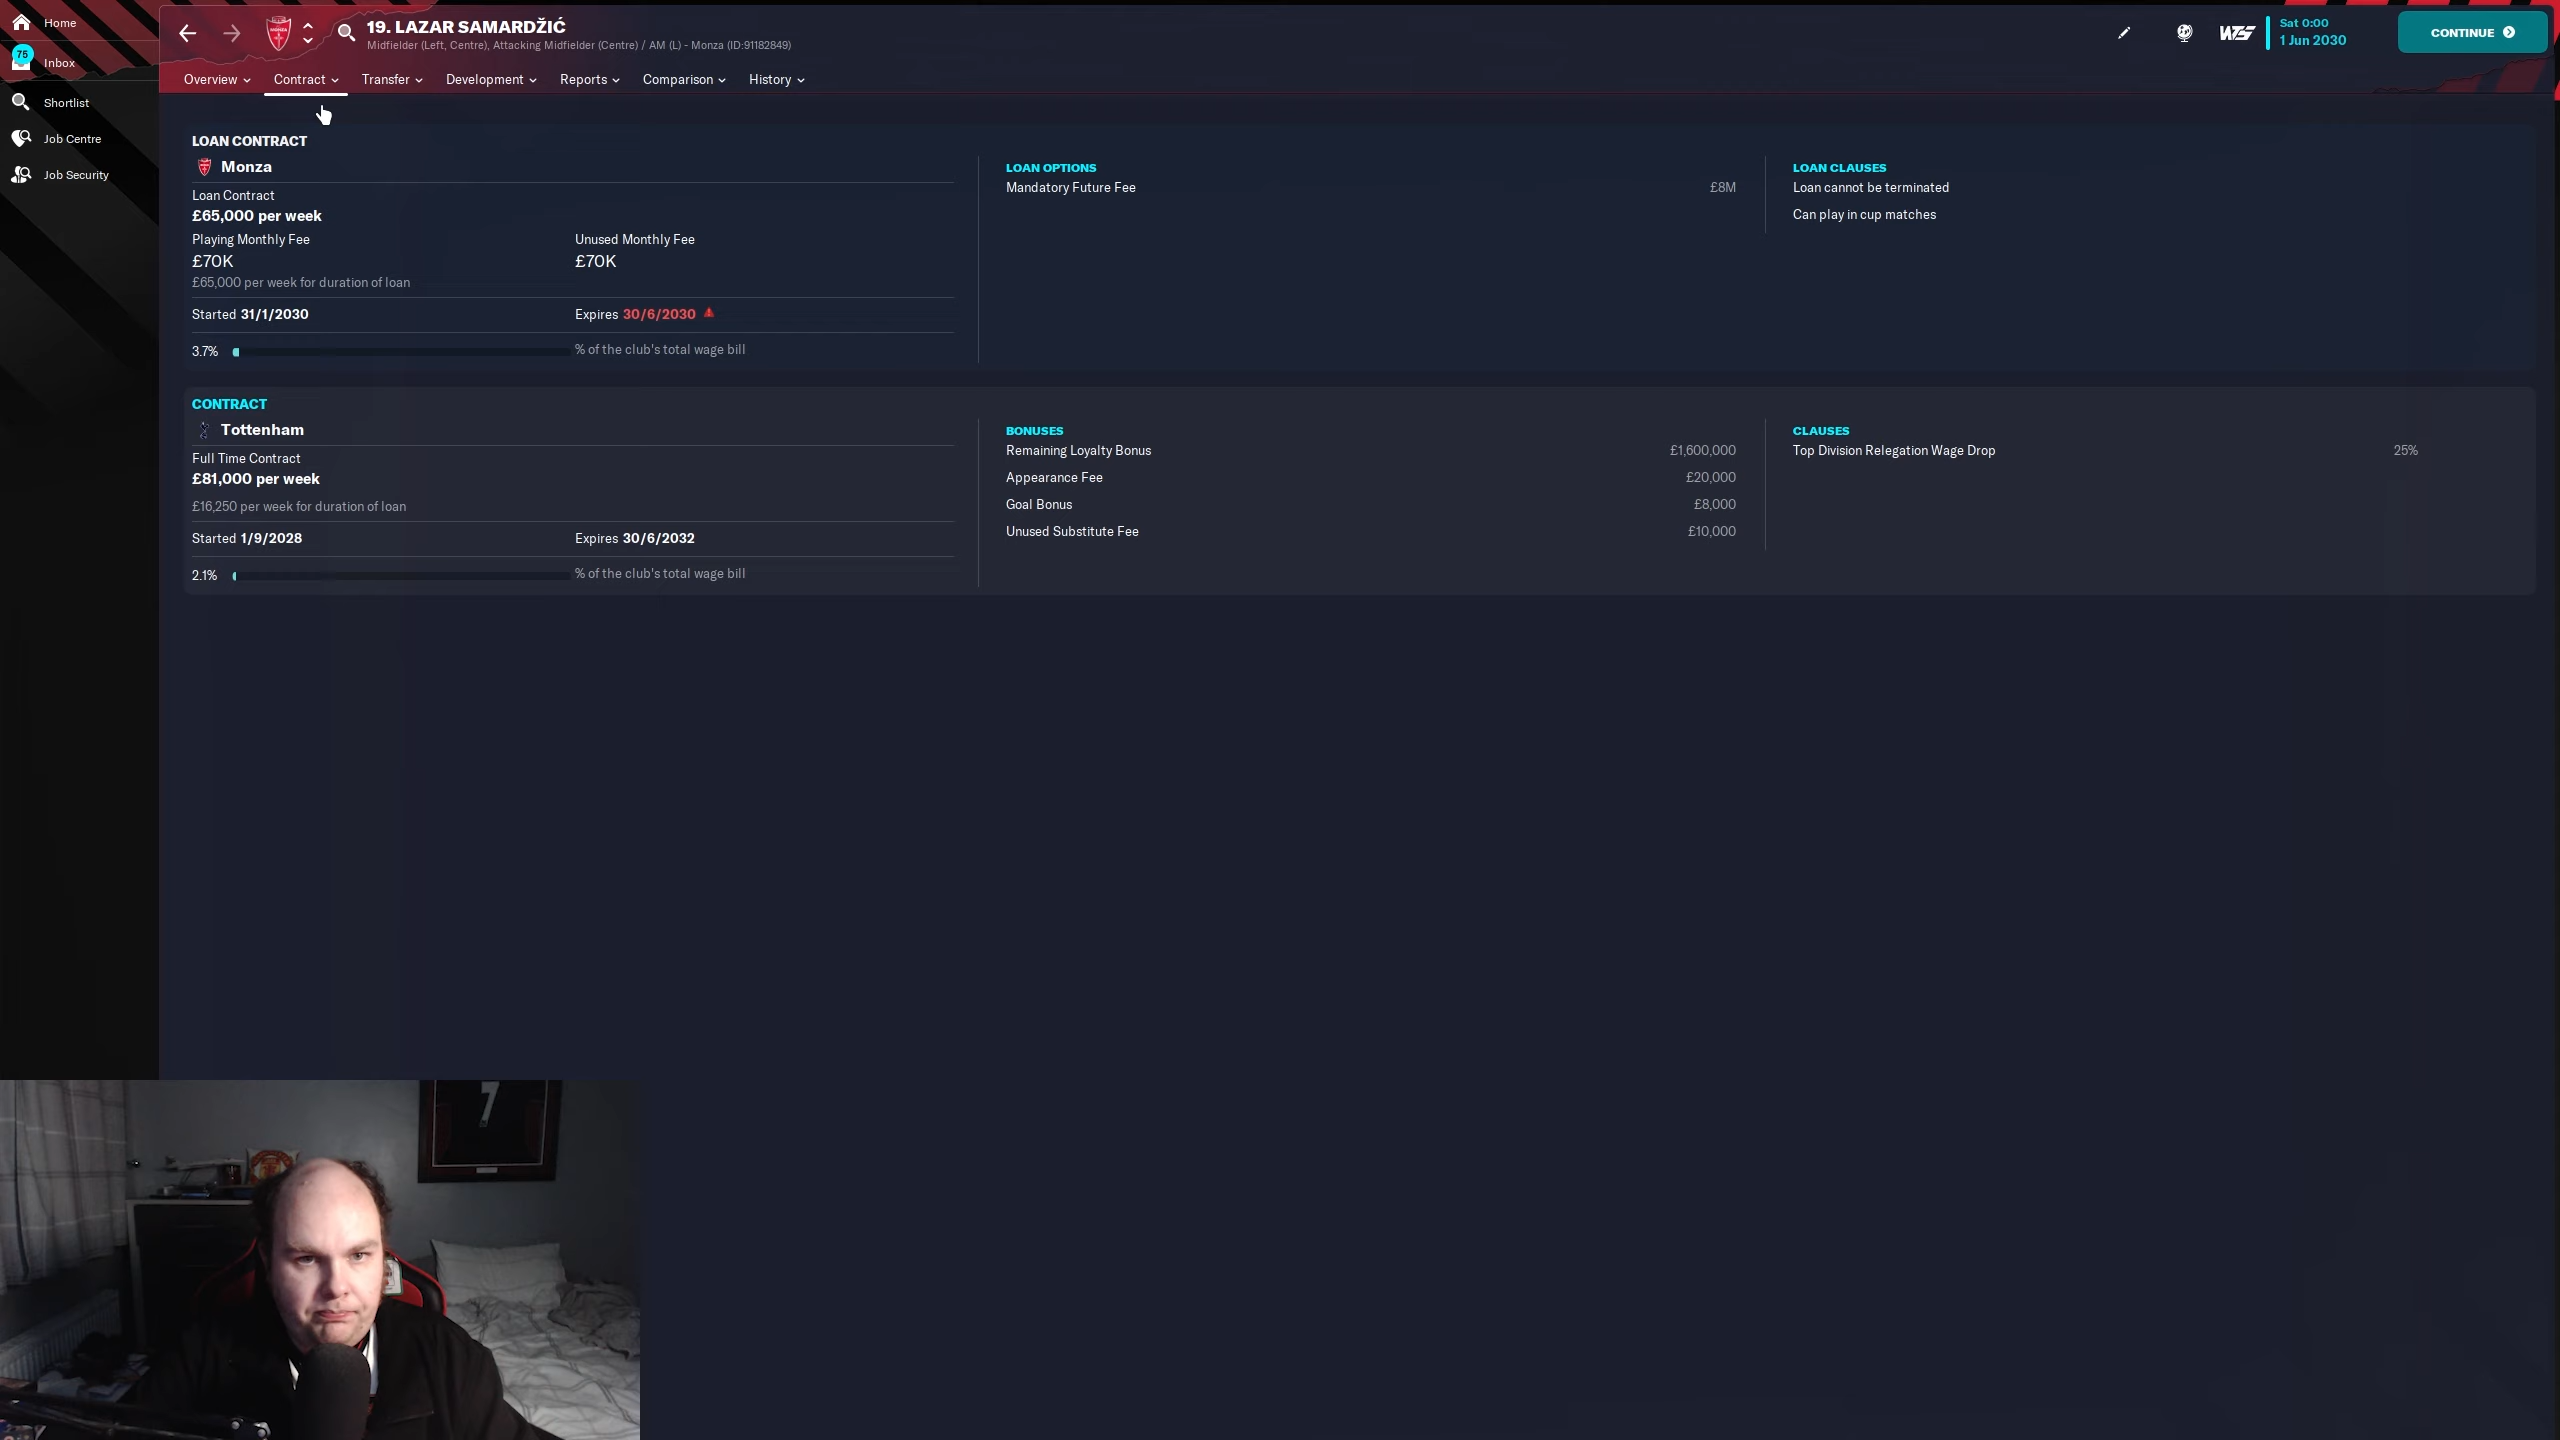 Home
75
Inbox
Shortlist
Job Centre
Job Security
19. LAZAR SAMARDŽIĆ
Midfielder (Left, Centre), Attacking Midfielder (Centre) / AM (L) - Monza (ID:91182849)
Sat 0:00
1 Jun 2030
CONTINUE
Overview
Contract
Transfer
Development
Reports
Comparison
History
LOAN CONTRACT
Monza
Loan Contract
£65,000 per week
Playing Monthly Fee
Unused Monthly Fee
£70K
£70K
£65,000 per week for duration of loan
Started 31/1/2030
Expires 30/6/2030
3.7%
% of the club's total wage bill
LOAN OPTIONS
Mandatory Future Fee
£8M
LOAN CLAUSES
Loan cannot be terminated
Can play in cup matches
CONTRACT
Tottenham
Full Time Contract
£81,000 per week
£16,250 per week for duration of loan
Started 1/9/2028
Expires 30/6/2032
2.1%
% of the club's total wage bill
BONUSES
Remaining Loyalty Bonus
£1,600,000
Appearance Fee
£20,000
Goal Bonus
£8,000
Unused Substitute Fee
£10,000
CLAUSES
Top Division Relegation Wage Drop
25%
7